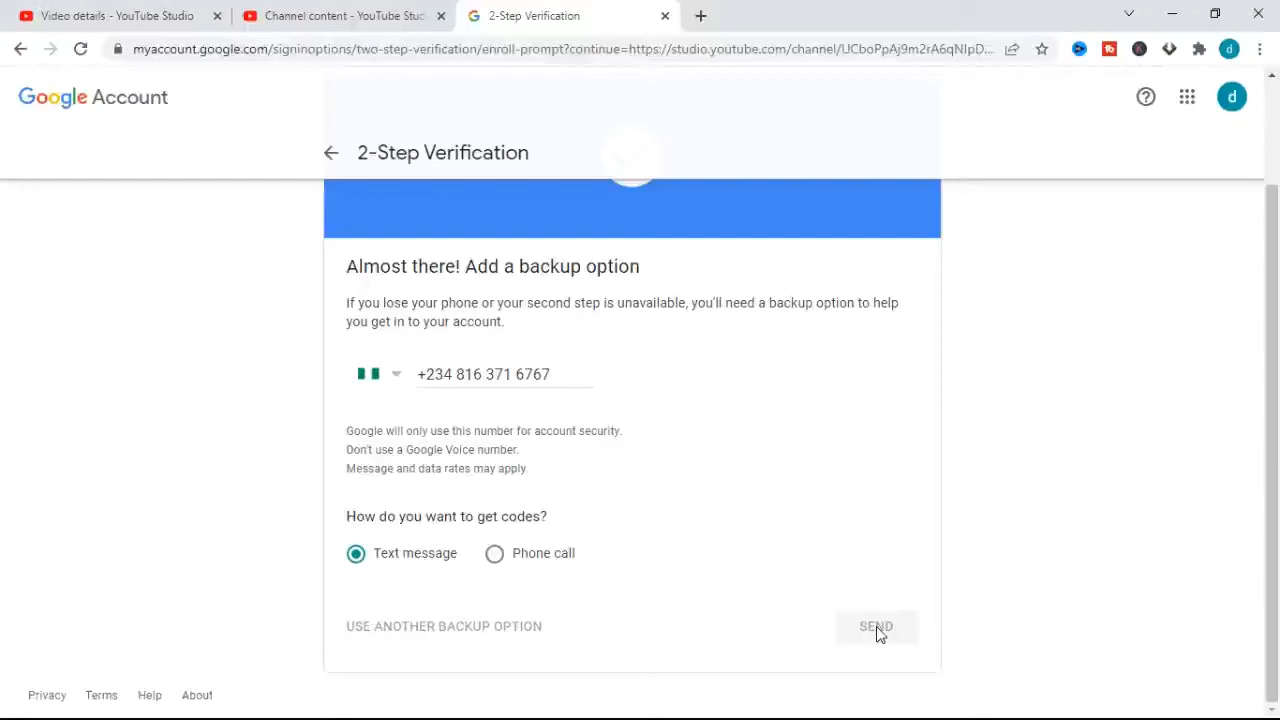 Video details - YouTube Studio
Channel content - YouTube Stud
2-Step Verification
myaccount.google.com/signinoptions/two-step-verification/enroll-prompt?continue=https://studio.youtube.com/channel/UCboPpAj9m2rA6qNIpD...
d
Google Account
d
2-Step Verification
Almost there! Add a backup option
If you lose your phone or your second step is unavailable, you'll need a backup option to help
you get in to your account.
+234 816 371 6767
Google will only use this number for account security.
Don't use a Google Voice number.
Message and data rates may apply.
How do you want to get codes?
Text message
Phone call
USE ANOTHER BACKUP OPTION
SEND
Privacy
Terms
Help
About